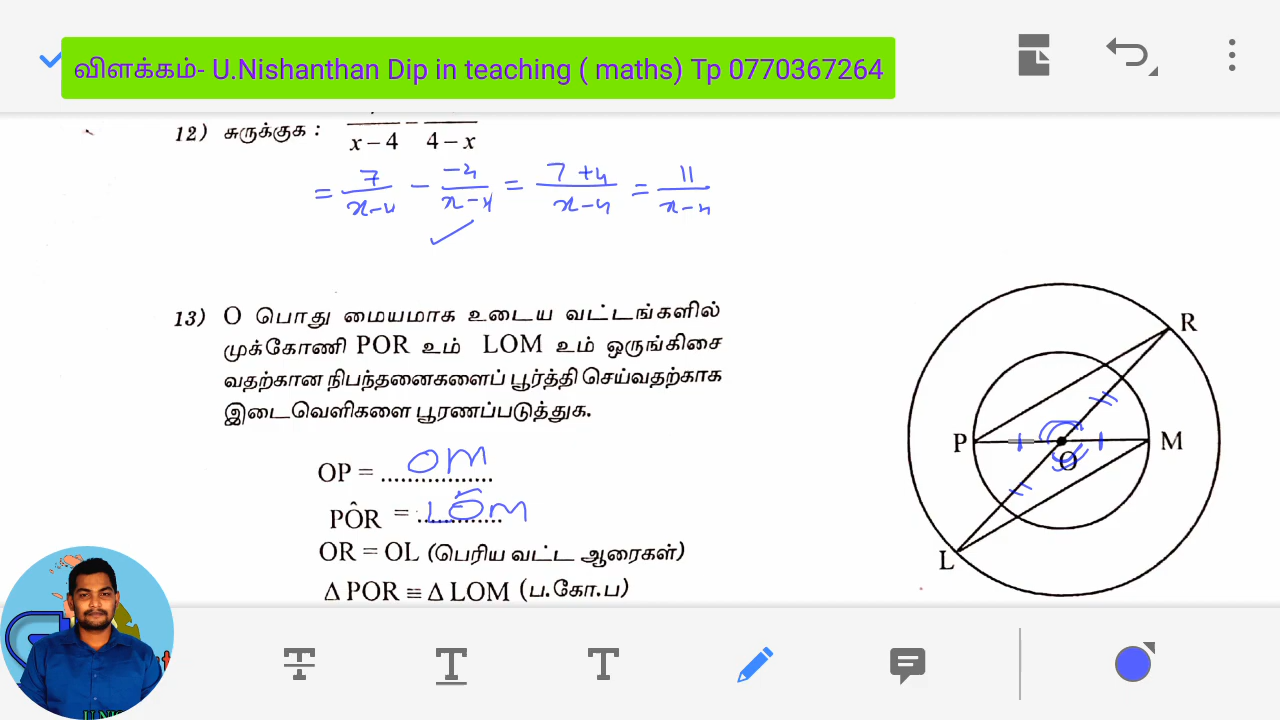 விளக்கம்- U.Nishanthan Dip in teaching ( maths) Tp 0770367264
12) சுருக்குக :
x – 4 – 4 – x
= 7/x-4 - -4/x-4 = 7+4/x-4 = 11/x-4
13) O பொது மையமாக உடைய வட்டங்களில்
முக்கோணி POR உம் LOM உம் ஒருங்கிசை
வதற்கான நிபந்தனைகளைப் பூர்த்தி செய்வதற்காக
இடைவெளிகளை பூரணப்படுத்துக.
OP = OM
PÔR = LÔM
OR = OL (பெரிய வட்ட ஆரைகள்)
Δ POR ≡ Δ LOM (ப.கோ.ப)
R
P
O
M
L
T
T
T